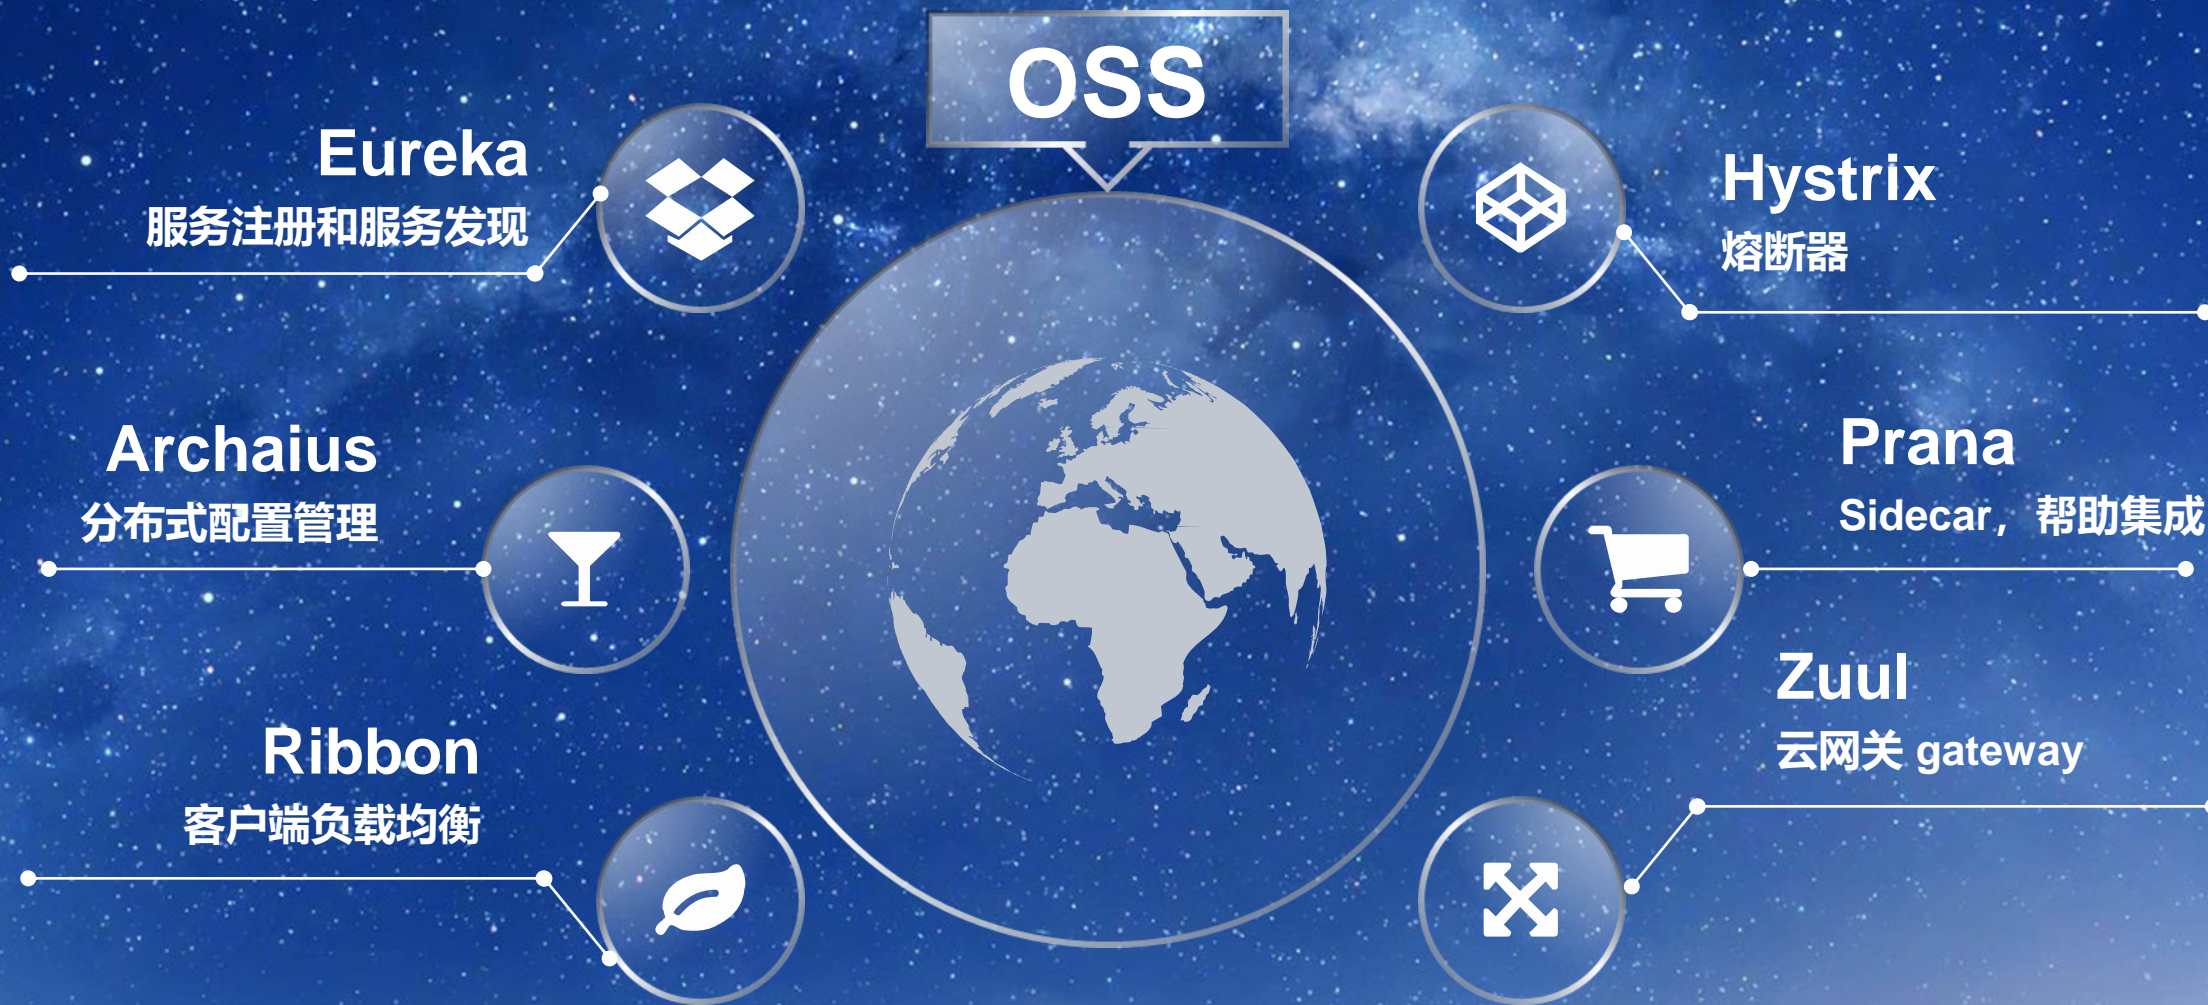 OSS
Eureka
服务注册和服务发现
Archaius
分布式配置管理
Ribbon
客户端负载均衡
Hystrix
熔断器
Prana
Sidecar，帮助集成
Zuul
云网关 gateway